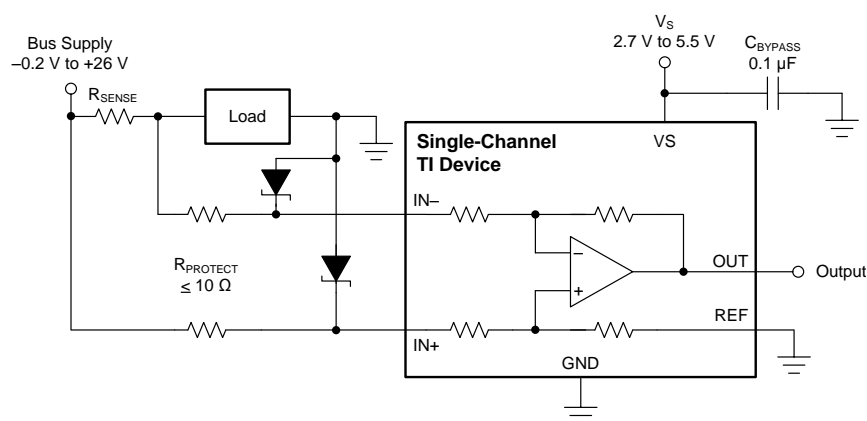 Bus Supply
–0.2 V to +26 V
RSENSE
Load
VS
2.7 V to 5.5 V
CBYPASS
0.1 µF
Single-Channel
TI Device
VS
IN–
RPROTECT
≤ 10 Ω
–
+
OUT
Output
REF
IN+
GND